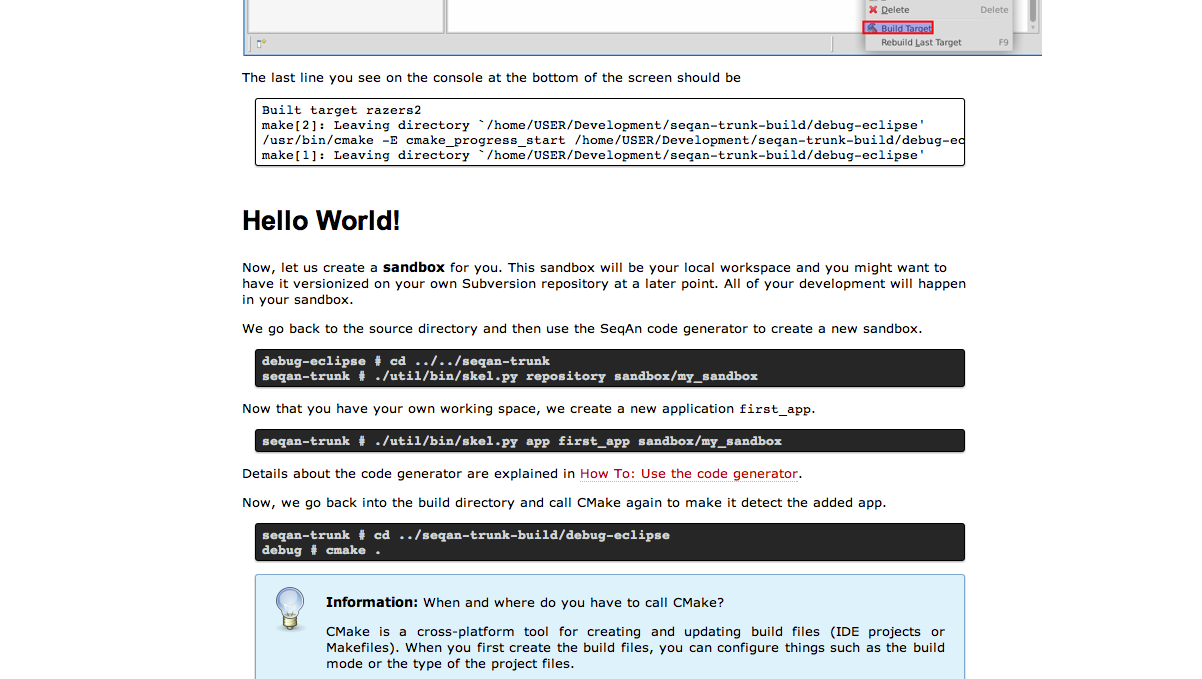 Delete Delete
Build Target
Rebuild Last Target F9
The last line you see on the console at the bottom of the screen should be
Built target razers2
make[2]: Leaving directory `/home/USER/Development/seqan-trunk-build/debug-eclipse'
/usr/bin/cmake -E cmake_progress_start /home/USER/Development/seqan-trunk-build/debug-ec
make[1]: Leaving directory `/home/USER/Development/seqan-trunk-build/debug-eclipse'
Hello World!
Now, let us create a sandbox for you. This sandbox will be your local workspace and you might want to
have it versionized on your own Subversion repository at a later point. All of your development will happen
in your sandbox.
We go back to the source directory and then use the SeqAn code generator to create a new sandbox.
debug-eclipse # cd ../../seqan-trunk
seqan-trunk # ./util/bin/skel.py repository sandbox/my_sandbox
Now that you have your own working space, we create a new application first_app.
seqan-trunk # ./util/bin/skel.py app first_app sandbox/my_sandbox
Details about the code generator are explained in How To: Use the code generator.
Now, we go back into the build directory and call CMake again to make it detect the added app.
seqan-trunk # cd ../seqan-trunk-build/debug-eclipse
debug # cmake .
Information: When and where do you have to call CMake?
CMake is a cross-platform tool for creating and updating build files (IDE projects or
Makefiles). When you first create the build files, you can configure things such as the build
mode or the type of the project files.